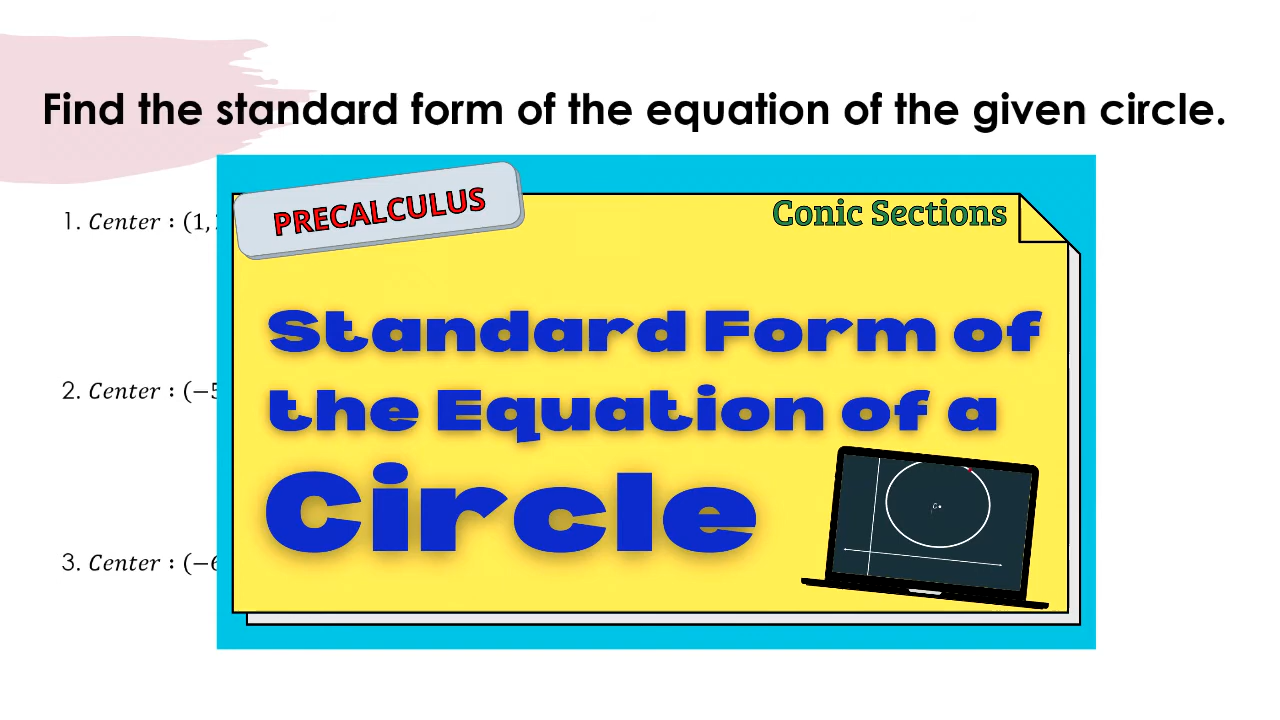 Find the standard form of the equation of the given circle.
PRECALCULUS
Conic Sections
1. Center : (1,
Standard Form of
the Equation of a
Circle
2. Center : (−5
3. Center : (−6